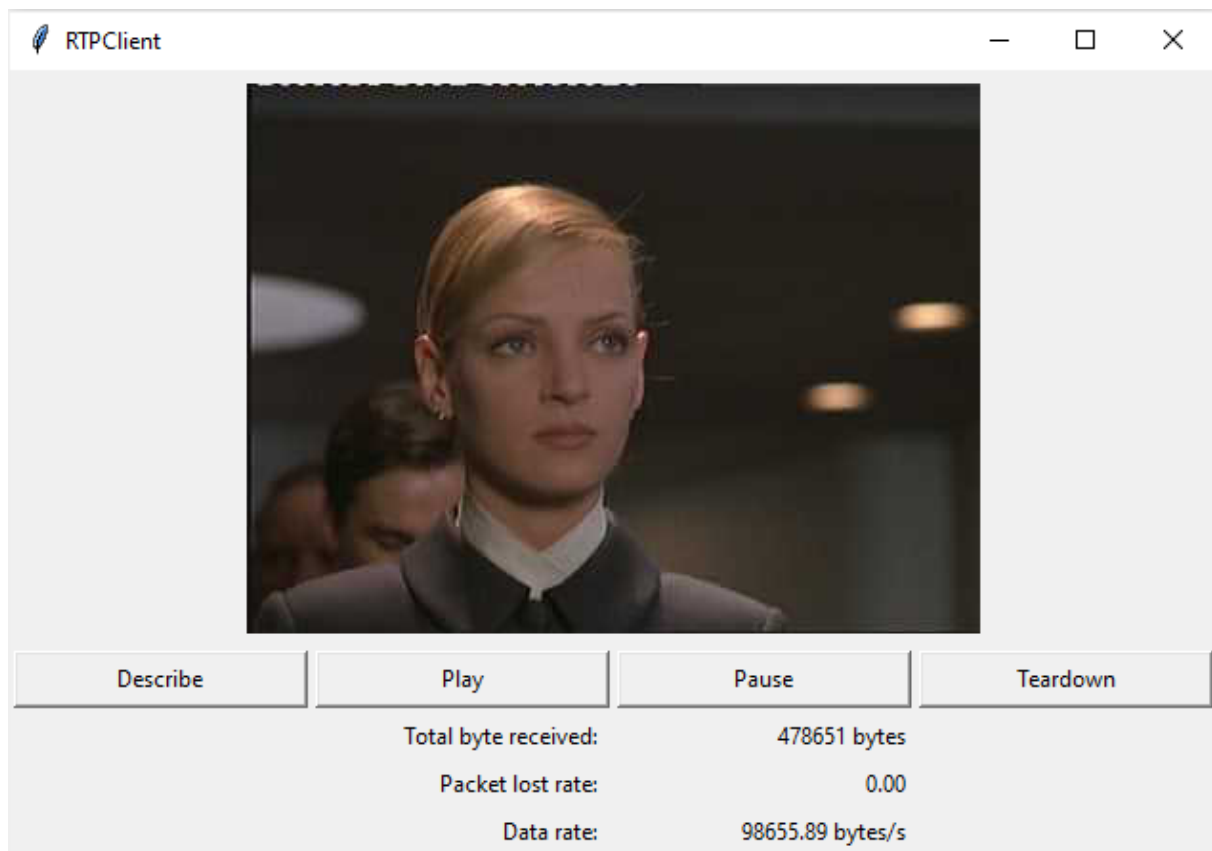 RTPClient
Describe Play Pause Teardown
Total byte received: 478651 bytes
Packet lost rate: 0.00
Data rate: 98655.89 bytes/s